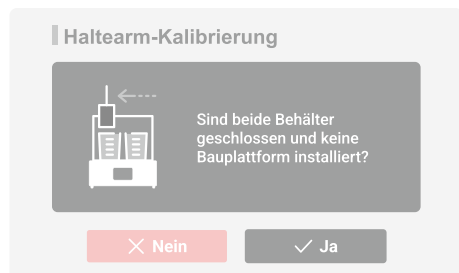 Haltearm-Kalibrierung
Sind beide Behälter
geschlossen und keine
Bauplattform installiert?
Nein
Ja